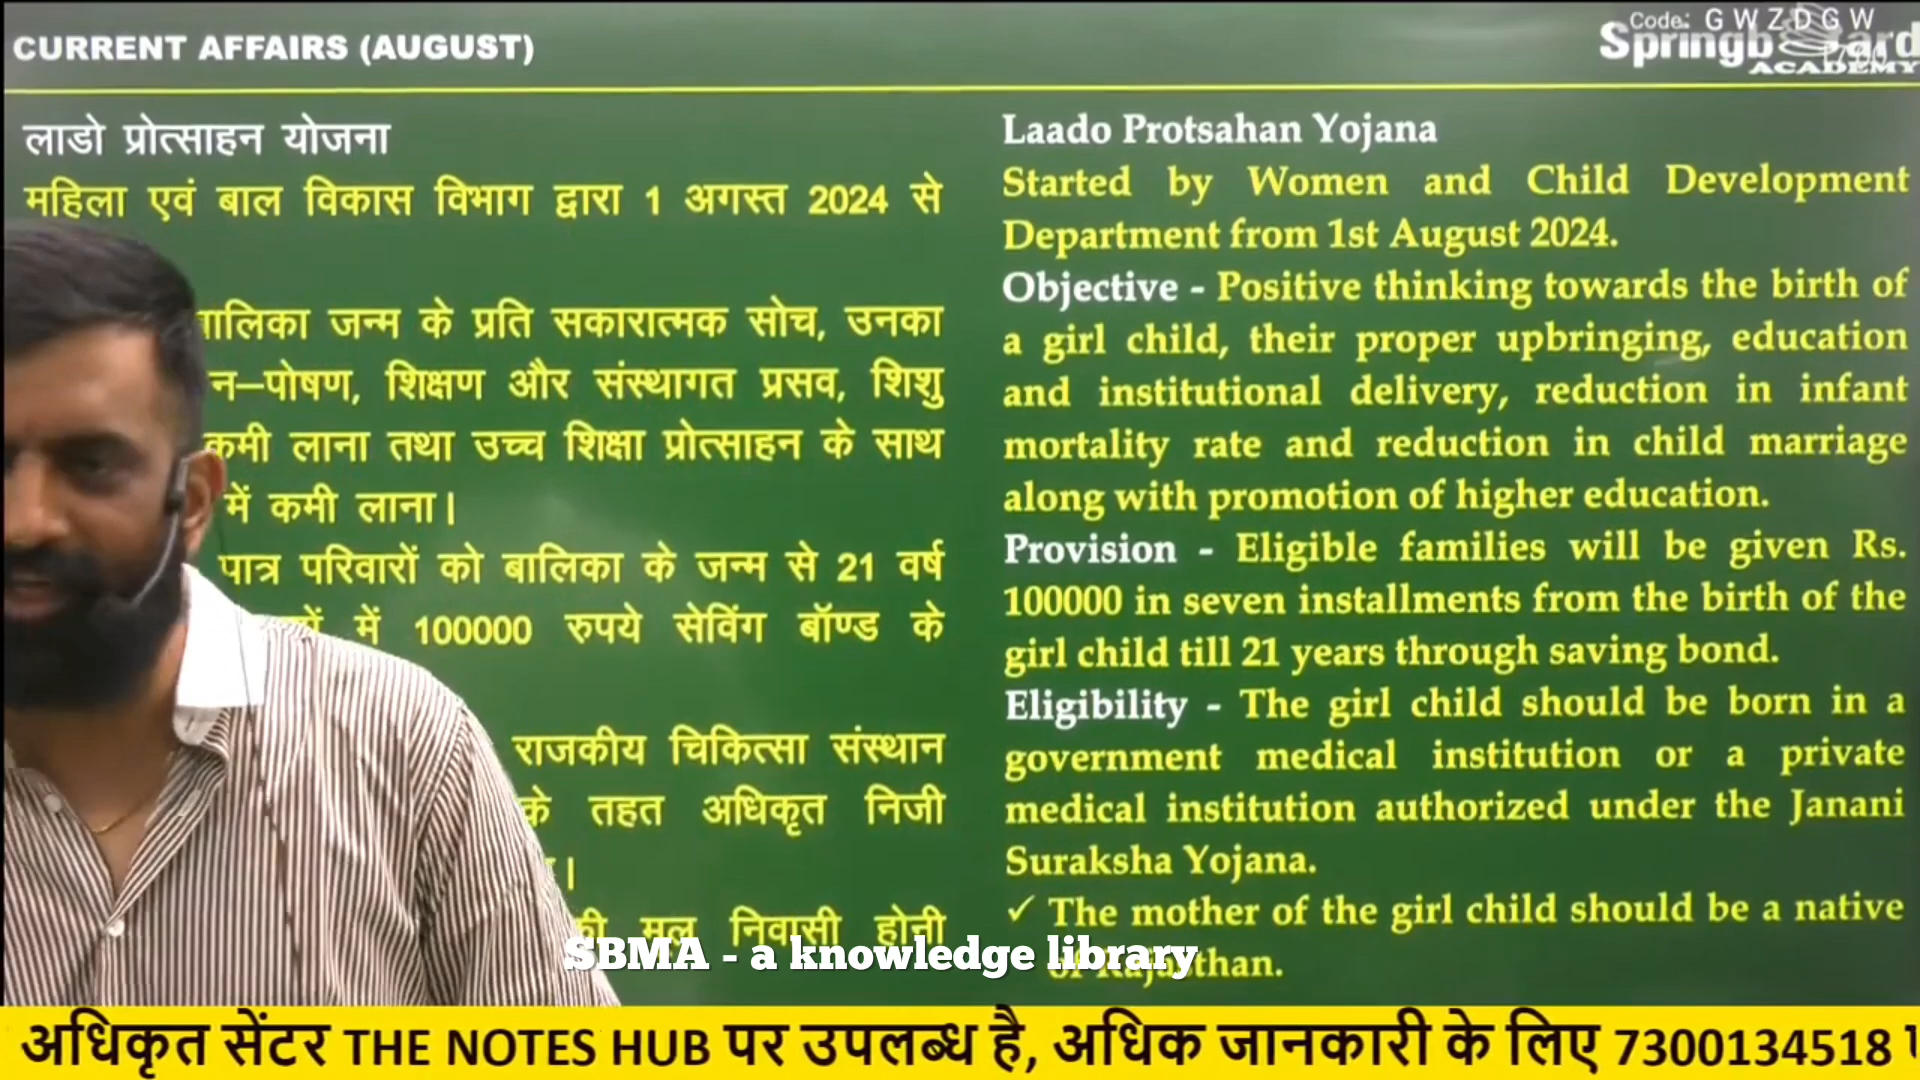 CURRENT AFFAIRS (AUGUST)
Code: G W Z D G W
Springboard
ACADEMY
लाडो प्रोत्साहन योजना
महिला एवं बाल विकास विभाग द्वारा 1 अगस्त 2024 से
जन्म के प्रति सकारात्मक सोच, उनका
शिक्षण और संस्थागत प्रसव, शिशु
लाना तथा उच्च शिक्षा प्रोत्साहन के साथ
में कमी लाना।
पात्र परिवारों को बालिका के जन्म से 21 वर्ष
में 100000 रुपये सेविंग बॉण्ड के
राजकीय चिकित्सा संस्थान
के तहत अधिकृत निजी
मूल निवासी होनी
Laado Protsahan Yojana
Started by Women and Child Development
Department from 1st August 2024.
Objective - Positive thinking towards the birth of
a girl child, their proper upbringing, education
and institutional delivery, reduction in infant
mortality rate and reduction in child marriage
along with promotion of higher education.
Provision - Eligible families will be given Rs.
100000 in seven installments from the birth of the
girl child till 21 years through saving bond.
Eligibility - The girl child should be born in a
government medical institution or a private
medical institution authorized under the Janani
Suraksha Yojana.
✓ The mother of the girl child should be a native
of Rajasthan.
SBMA - a knowledge library
अधिकृत सेंटर THE NOTES HUB पर उपलब्ध है, अधिक जानकारी के लिए 7300134518